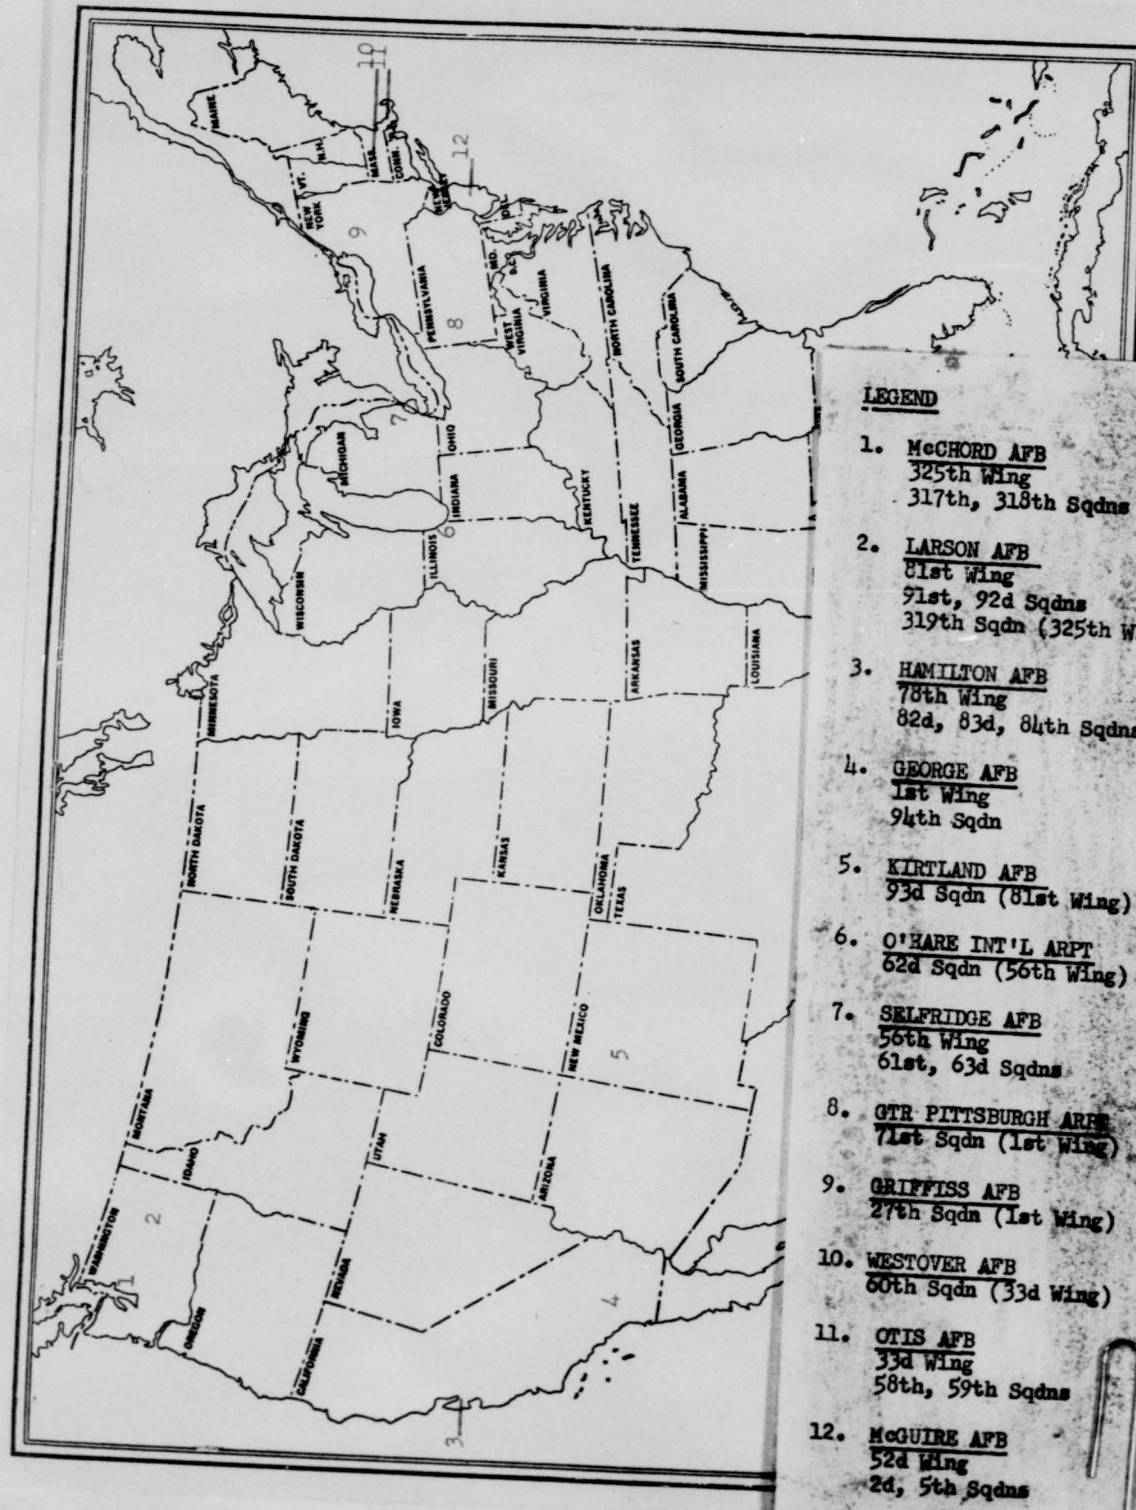 MAINE
N.H.
VT.
NEW
YORK
MASS.
CONN.
R.I.
NEW
JERSEY
DEL.
MD.
D.C.
PENNSYLVANIA
WEST
VIRGINIA
VIRGINIA
NORTH CAROLINA
SOUTH CAROLINA
GEORGIA
ALABAMA
MISSISSIPPI
TENNESSEE
KENTUCKY
OHIO
INDIANA
MICHIGAN
ILLINOIS
WISCONSIN
MINNESOTA
IOWA
MISSOURI
ARKANSAS
LOUISIANA
NORTH DAKOTA
SOUTH DAKOTA
NEBRASKA
KANSAS
OKLAHOMA
TEXAS
MONTANA
WYOMING
COLORADO
NEW MEXICO
IDAHO
UTAH
ARIZONA
WASHINGTON
OREGON
NEVADA
CALIFORNIA
1
2
3
4
5
6
7
8
9
10
11
12
LEGEND
1. McCHORD AFB
325th Wing
317th, 318th Sqdns
2. LARSON AFB
81st Wing
91st, 92d Sqdns
319th Sqdn (325th W
3. HAMILTON AFB
78th Wing
82d, 83d, 84th Sqdns
4. GEORGE AFB
1st Wing
94th Sqdn
5. KIRTLAND AFB
93d Sqdn (81st Wing)
6. O'HARE INT'L ARPT
62d Sqdn (56th Wing)
7. SELFRIDGE AFB
56th Wing
61st, 63d Sqdns
8. GTR PITTSBURGH
71st Sqdn (1st Wing)
9. GRIFFISS AFB
27th Sqdn (1st Wing)
10. WESTOVER AFB
60th Sqdn (33d Wing)
11. OTIS AFB
33d Wing
58th, 59th Sqdns
12. McGUIRE AFB
52d Wing
2d, 5th Sqdns